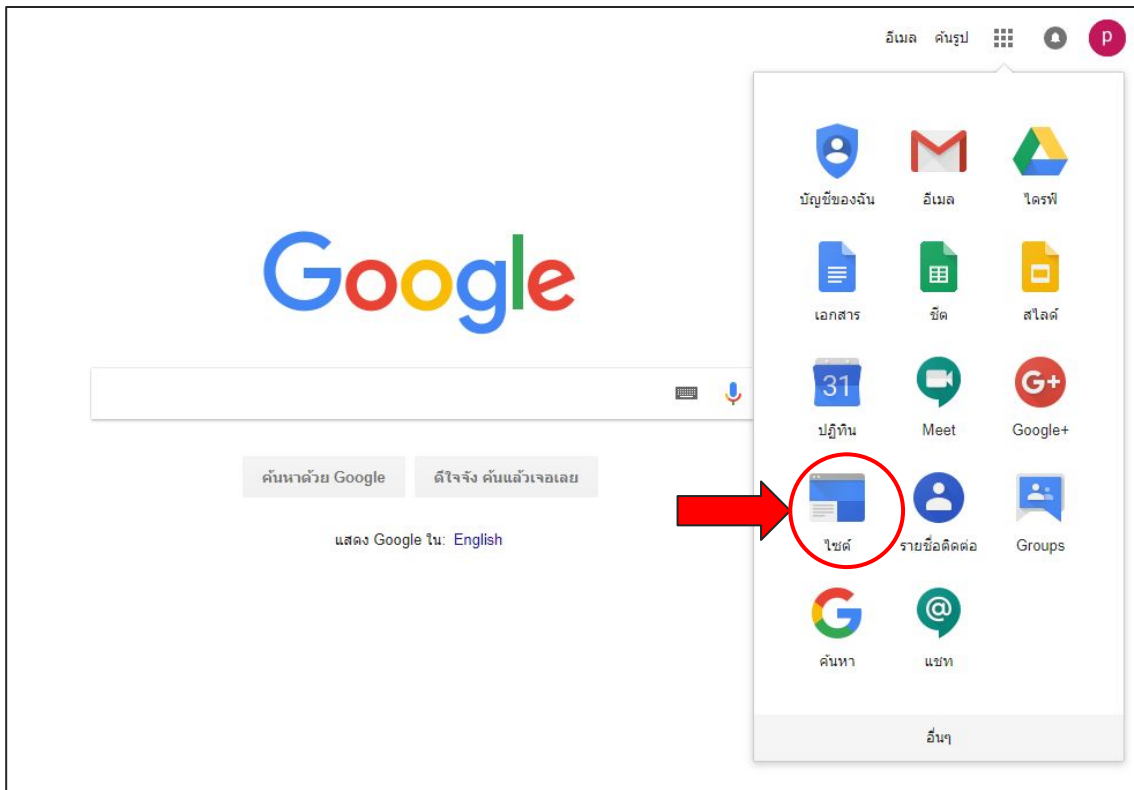 อีเมล ค้นรูป
p
บัญชีของฉัน อีเมล ไดรฟ์
Google
เอกสาร ชีต สไลด์
31
G+
ปฏิทิน Meet Google+
ค้นหาด้วย Google ดีใจจัง ค้นแล้วเจอเลย
แสดง Google ใน: English
ไซต์ รายชื่อติดต่อ Groups
G @
ค้นหา แชท
อื่นๆ